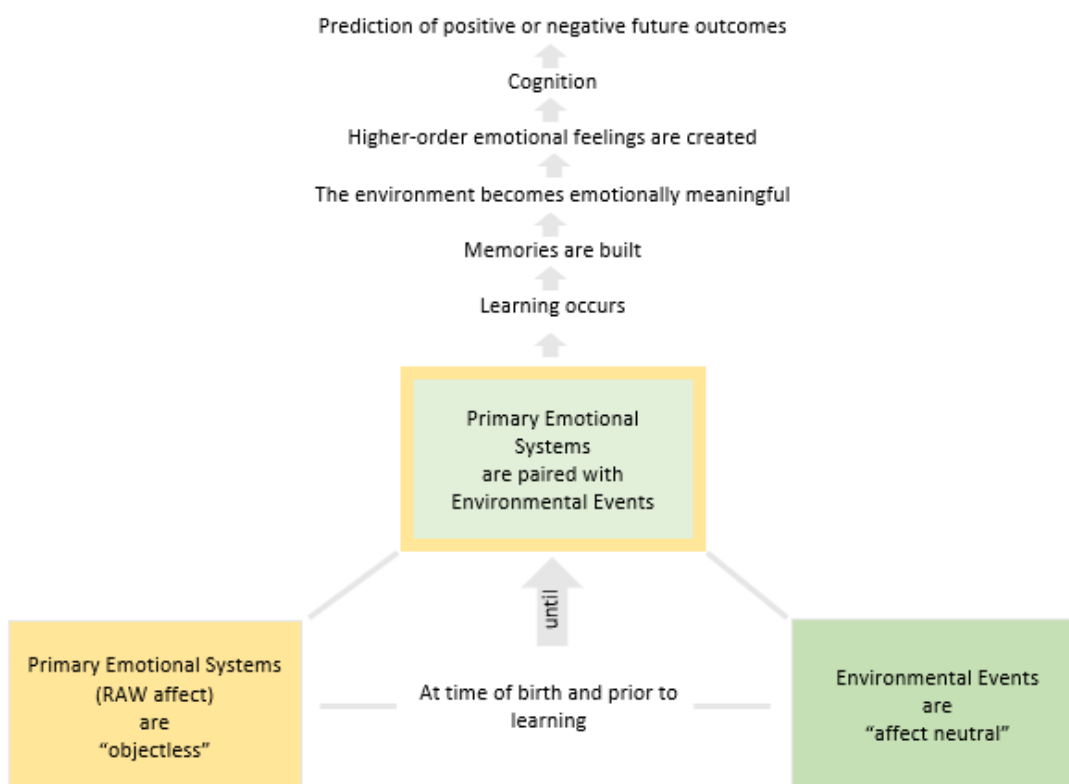 Prediction of positive or negative future outcomes
Cognition
Higher-order emotional feelings are created
The environment becomes emotionally meaningful
Memories are built
Learning occurs
Primary Emotional
Systems
are paired with
Environmental Events
until
Primary Emotional Systems
(RAW affect)
are
“objectless”
At time of birth and prior to
learning
Environmental Events
are
“affect neutral”